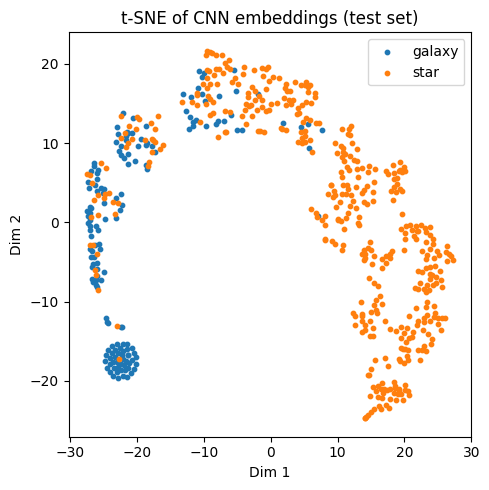 t-SNE of CNN embeddings (test set)
galaxy
star
Dim 2
20
10
0
−10
−20
−30
−20
−10
0
10
20
30
Dim 1